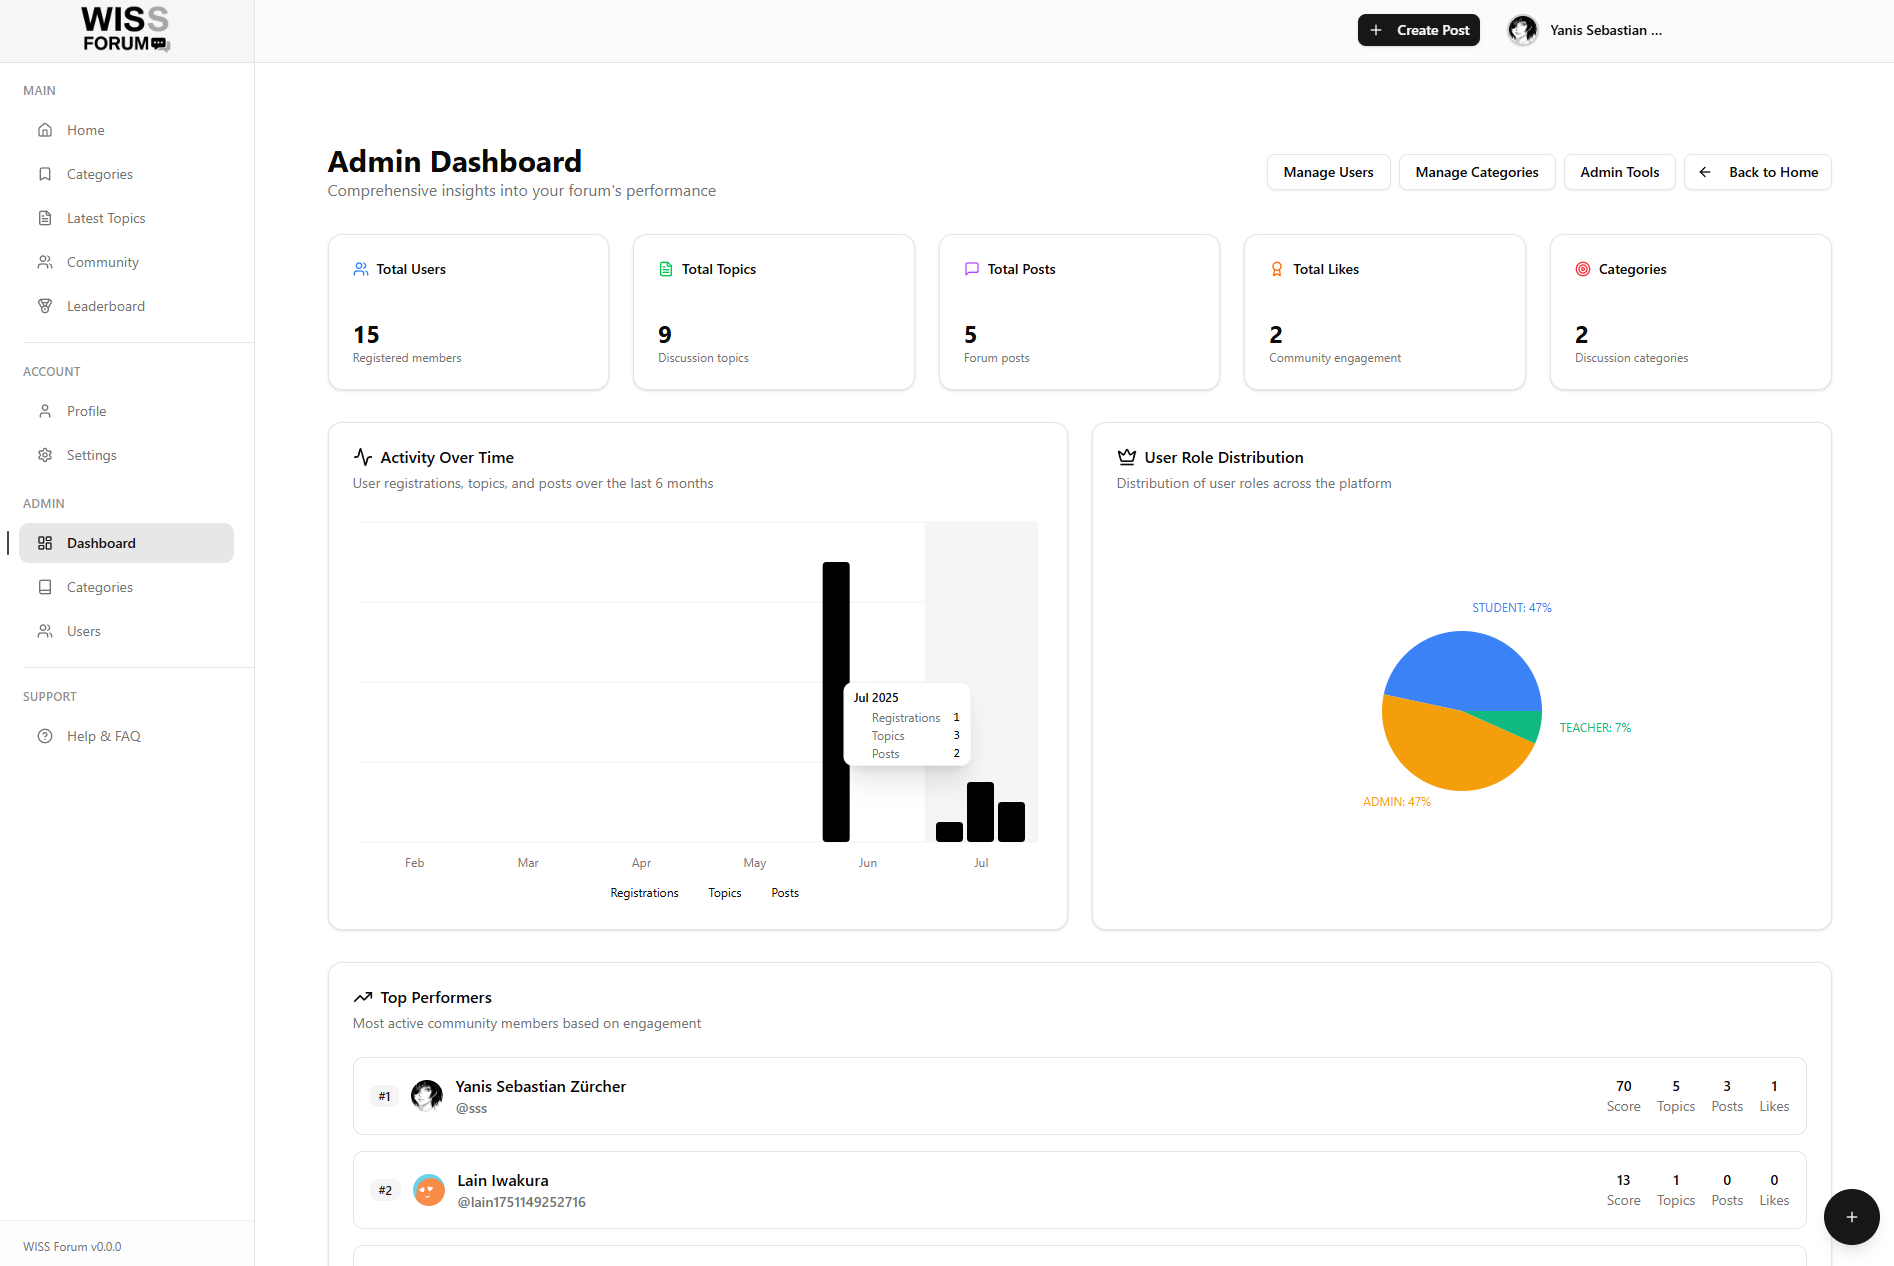 WISS
FORUM
Create Post
Yanis Sebastian ...
MAIN
Home
Categories
Latest Topics
Community
Leaderboard
ACCOUNT
Profile
Settings
ADMIN
Dashboard
Categories
Users
SUPPORT
Help & FAQ
WISS Forum v0.0.0
Admin Dashboard
Comprehensive insights into your forum's performance
Manage Users
Manage Categories
Admin Tools
Back to Home
Total Users
15
Registered members
Total Topics
9
Discussion topics
Total Posts
5
Forum posts
Total Likes
2
Community engagement
Categories
2
Discussion categories
Activity Over Time
User registrations, topics, and posts over the last 6 months
Jul 2025
Registrations 1
Topics 3
Posts 2
Feb Mar Apr May Jun Jul
Registrations Topics Posts
User Role Distribution
Distribution of user roles across the platform
STUDENT: 47%
TEACHER: 7%
ADMIN: 47%
Top Performers
Most active community members based on engagement
#1
Yanis Sebastian Zürcher
@sss
70 5 3 1
Score Topics Posts Likes
#2
Lain Iwakura
@lain1751149252716
13 1 0 0
Score Topics Posts Likes